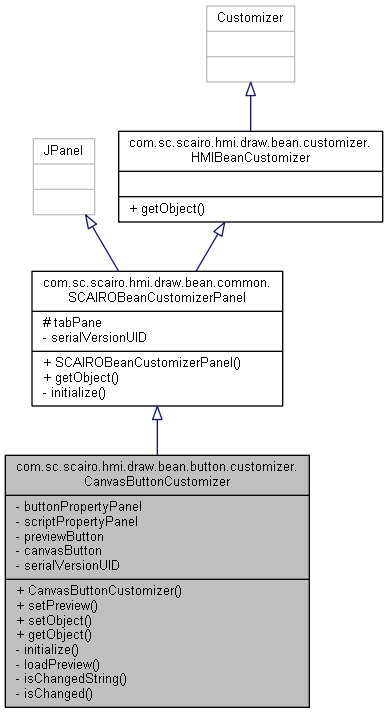 Customizer
com.sc.scairo.hmi.draw.bean.customizer.
HMIBeanCustomizer
+ getObject()
JPanel
com.sc.scairo.hmi.draw.bean.common.
SCAIROBeanCustomizerPanel
# tabPane
- serialVersionUID
+ SCAIROBeanCustomizerPanel()
+ getObject()
- initialize()
com.sc.scairo.hmi.draw.bean.button.customizer.
CanvasButtonCustomizer
- buttonPropertyPanel
- scriptPropertyPanel
- previewButton
- canvasButton
- serialVersionUID
+ CanvasButtonCustomizer()
+ setPreview()
+ setObject()
+ getObject()
- initialize()
- loadPreview()
- isChangedString()
- isChanged()